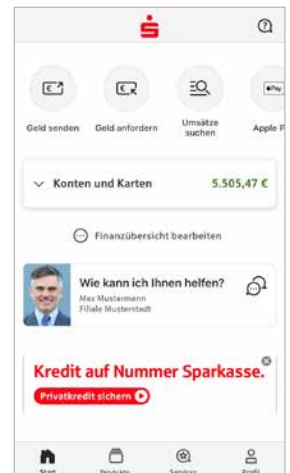 Geld senden
Geld anfordern
Umsätze suchen
Apple P
Konten und Karten 5.505,47 €
Finanzübersicht bearbeiten
Wie kann ich Ihnen helfen?
Max Mustermann
Filiale Musterstadt
Kredit auf Nummer Sparkasse.
Privatkredit sichern
Start
Produkte
Services
Profil